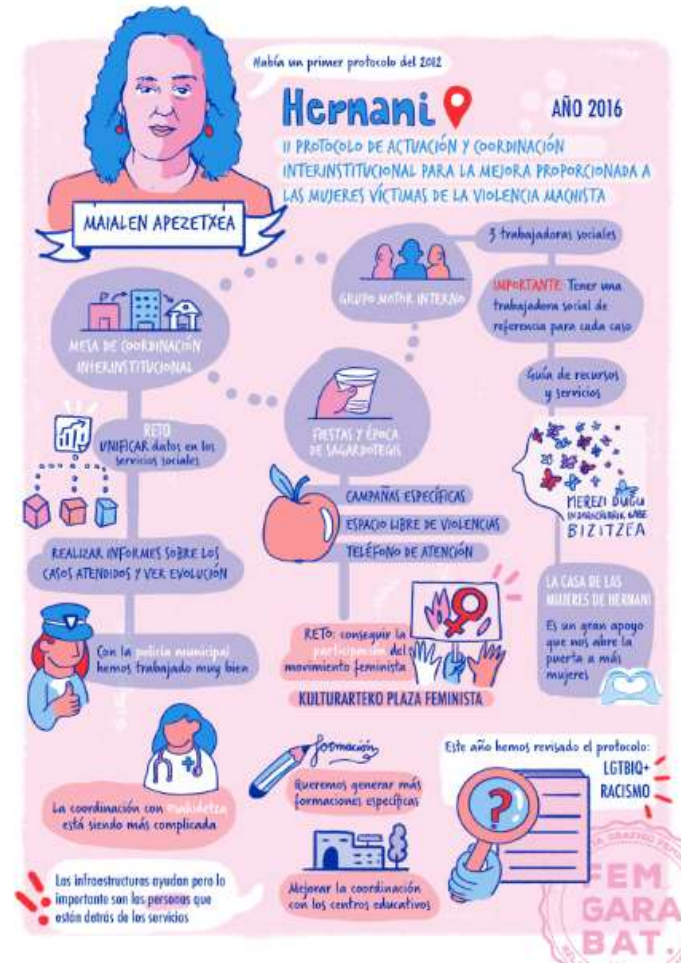 Había un primer protocolo del 2012
Hernani
AÑO 2016
II PROTOCOLO DE ACTUACIÓN Y COORDINACIÓN
INTERINSTITUCIONAL PARA LA MEJORA PROPORCIONADA A
LAS MUJERES VÍCTIMAS DE LA VIOLENCIA MACHISTA
MAIALEN APEZETXEA
3 trabajadoras sociales
GRUPO MOTOR INTERNO
IMPORTANTE: Tener una
trabajadora social de
referencia para cada caso
Guía de recursos
y servicios
MESA DE COORDINACIÓN
INTERINSTITUCIONAL
RETO
UNIFICAR datos en los
servicios sociales
REALIZAR INFORMES SOBRE LOS
CASOS ATENDIDOS Y VER EVOLUCIÓN
Con la policía municipal
hemos trabajado muy bien
FIESTAS Y ÉPOCA
DE SAGARDOTEGIS
CAMPAÑAS ESPECÍFICAS
ESPACIO LIBRE DE VIOLENCIAS
TELÉFONO DE ATENCIÓN
RETO: conseguir la
participación del
movimiento feminista
KULTURARTEKO PLAZA FEMINISTA
MEREZI DUGU
INDARKERIARIK GABE
BIZITZEA
LA CASA DE LAS
MUJERES DE HERNANI
Es un gran apoyo
que nos abre la
puerta a más
mujeres
La coordinación con
está siendo más complicada
formación
Queremos generar más
formaciones específicas
Mejorar la coordinación
con los centros educativos
Este año hemos revisado el protocolo:
LGTBIQ+
RACISMO
?
Las infraestructuras ayudan pero lo
importante son las personas que
están detrás de los servicios
FEM
GARA
BAT.